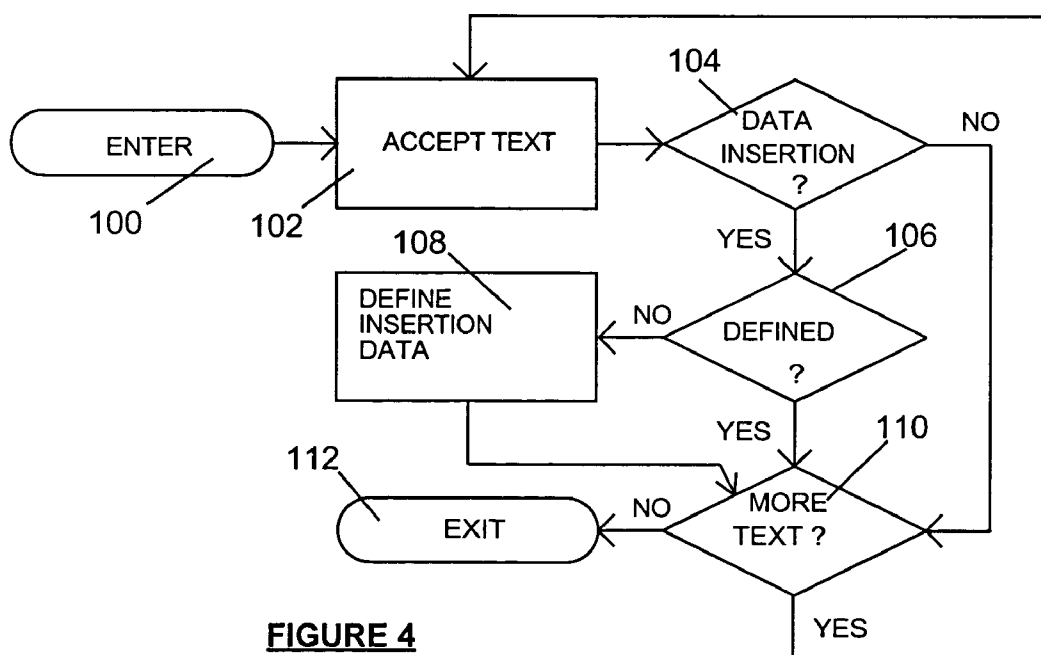 104
DATA
INSERTION
?
NO
ENTER
ACCEPT TEXT
100
102
YES
106
108
DEFINE
INSERTION
DATA
NO
DEFINED
?
YES
110
112
EXIT
NO
MORE
TEXT ?
YES
FIGURE 4